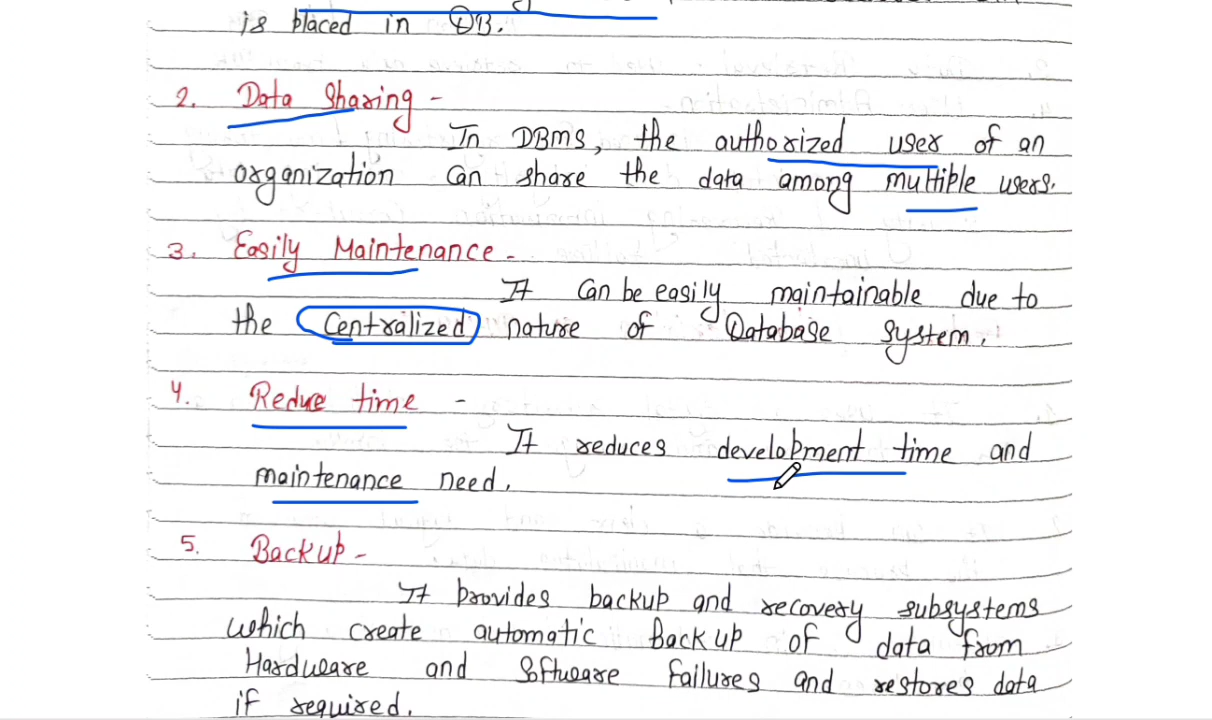 is placed in DB.
2. Data Sharing -
In DBMS, the authorized user of an
organization can share the data among multiple users.
3. Easily Maintenance -
It can be easily maintainable due to
the Centralized nature of Database system.
4. Reduce time -
It reduces development time and
maintenance need.
5. Backup -
It provides backup and recovery subsystems
which create automatic backup of data from
Hardware and Software Failures and restores data
if required.